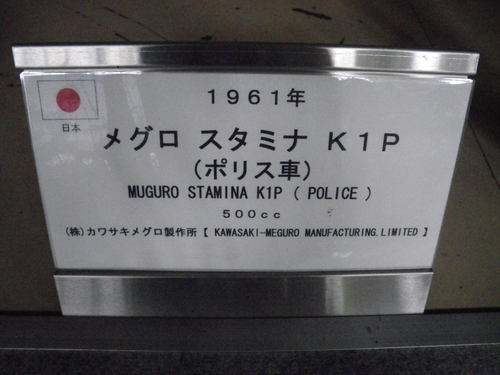 1961年
日本
メグロ スタミナ K1P
(ポリス車)
MUGURO STAMINA K1P ( POLICE )
500cc
(株)カワサキメグロ製作所 [ KAWASAKI-MEGURO MANUFACTURING.LIMITED ]